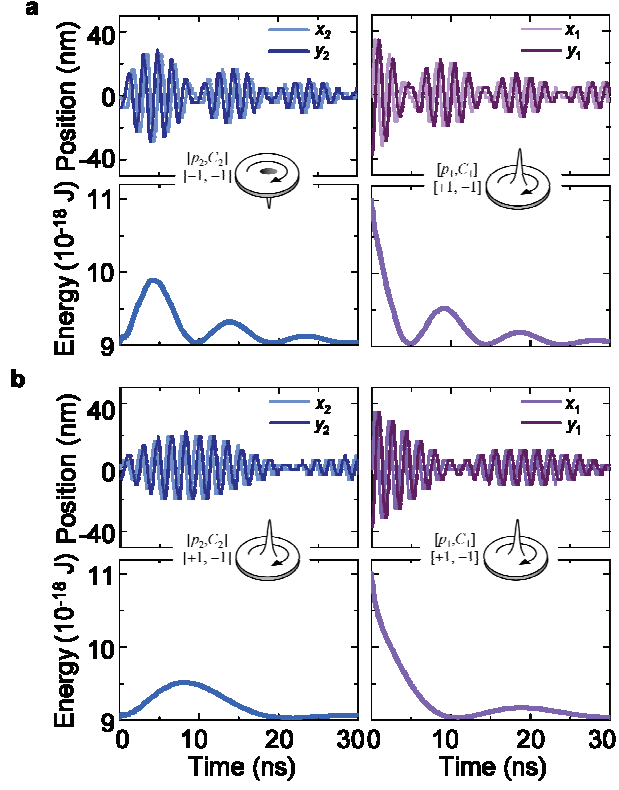 a
Position (nm)
40
0
-40
x2
y2
x1
y1
[p2,C2]
[−1, −1]
[p1,C1]
[+1, −1]
Energy (10-18 J)
11
10
9
b
Position (nm)
40
0
-40
x2
y2
x1
y1
[p2,C2]
[+1, −1]
[p1,C1]
[+1, −1]
Energy (10-18 J)
11
10
9
0 10 20 30 0 10 20 30
Time (ns) Time (ns)